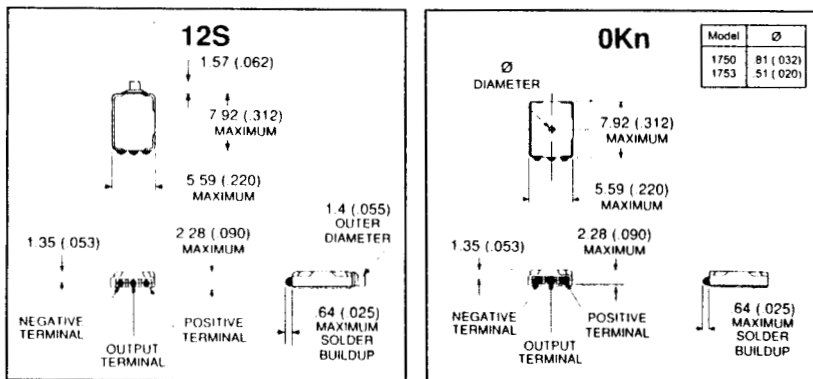 12S
1.57 (.062)
7.92 (.312)
MAXIMUM
5.59 (.220)
MAXIMUM
1.35 (.053)
2.28 (.090)
MAXIMUM
1.4 (.055)
OUTER
DIAMETER
NEGATIVE
TERMINAL
OUTPUT
TERMINAL
POSITIVE
TERMINAL
.64 (.025)
MAXIMUM
SOLDER
BUILDUP
0Kn
Model Ø
1750 .81 (.032)
1753 .51 (.020)
Ø
DIAMETER
7.92 (.312)
MAXIMUM
5.59 (.220)
MAXIMUM
1.35 (.053)
2.28 (.090)
MAXIMUM
NEGATIVE
TERMINAL
OUTPUT
TERMINAL
POSITIVE
TERMINAL
.64 (.025)
MAXIMUM
SOLDER
BUILDUP